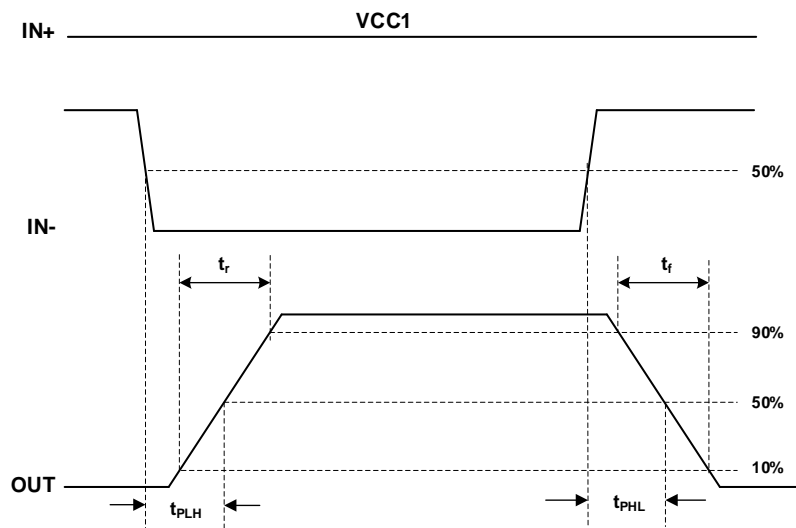 VCC1
IN+
50%
IN-
tr
tf
90%
50%
10%
OUT
tPLH
tPHL